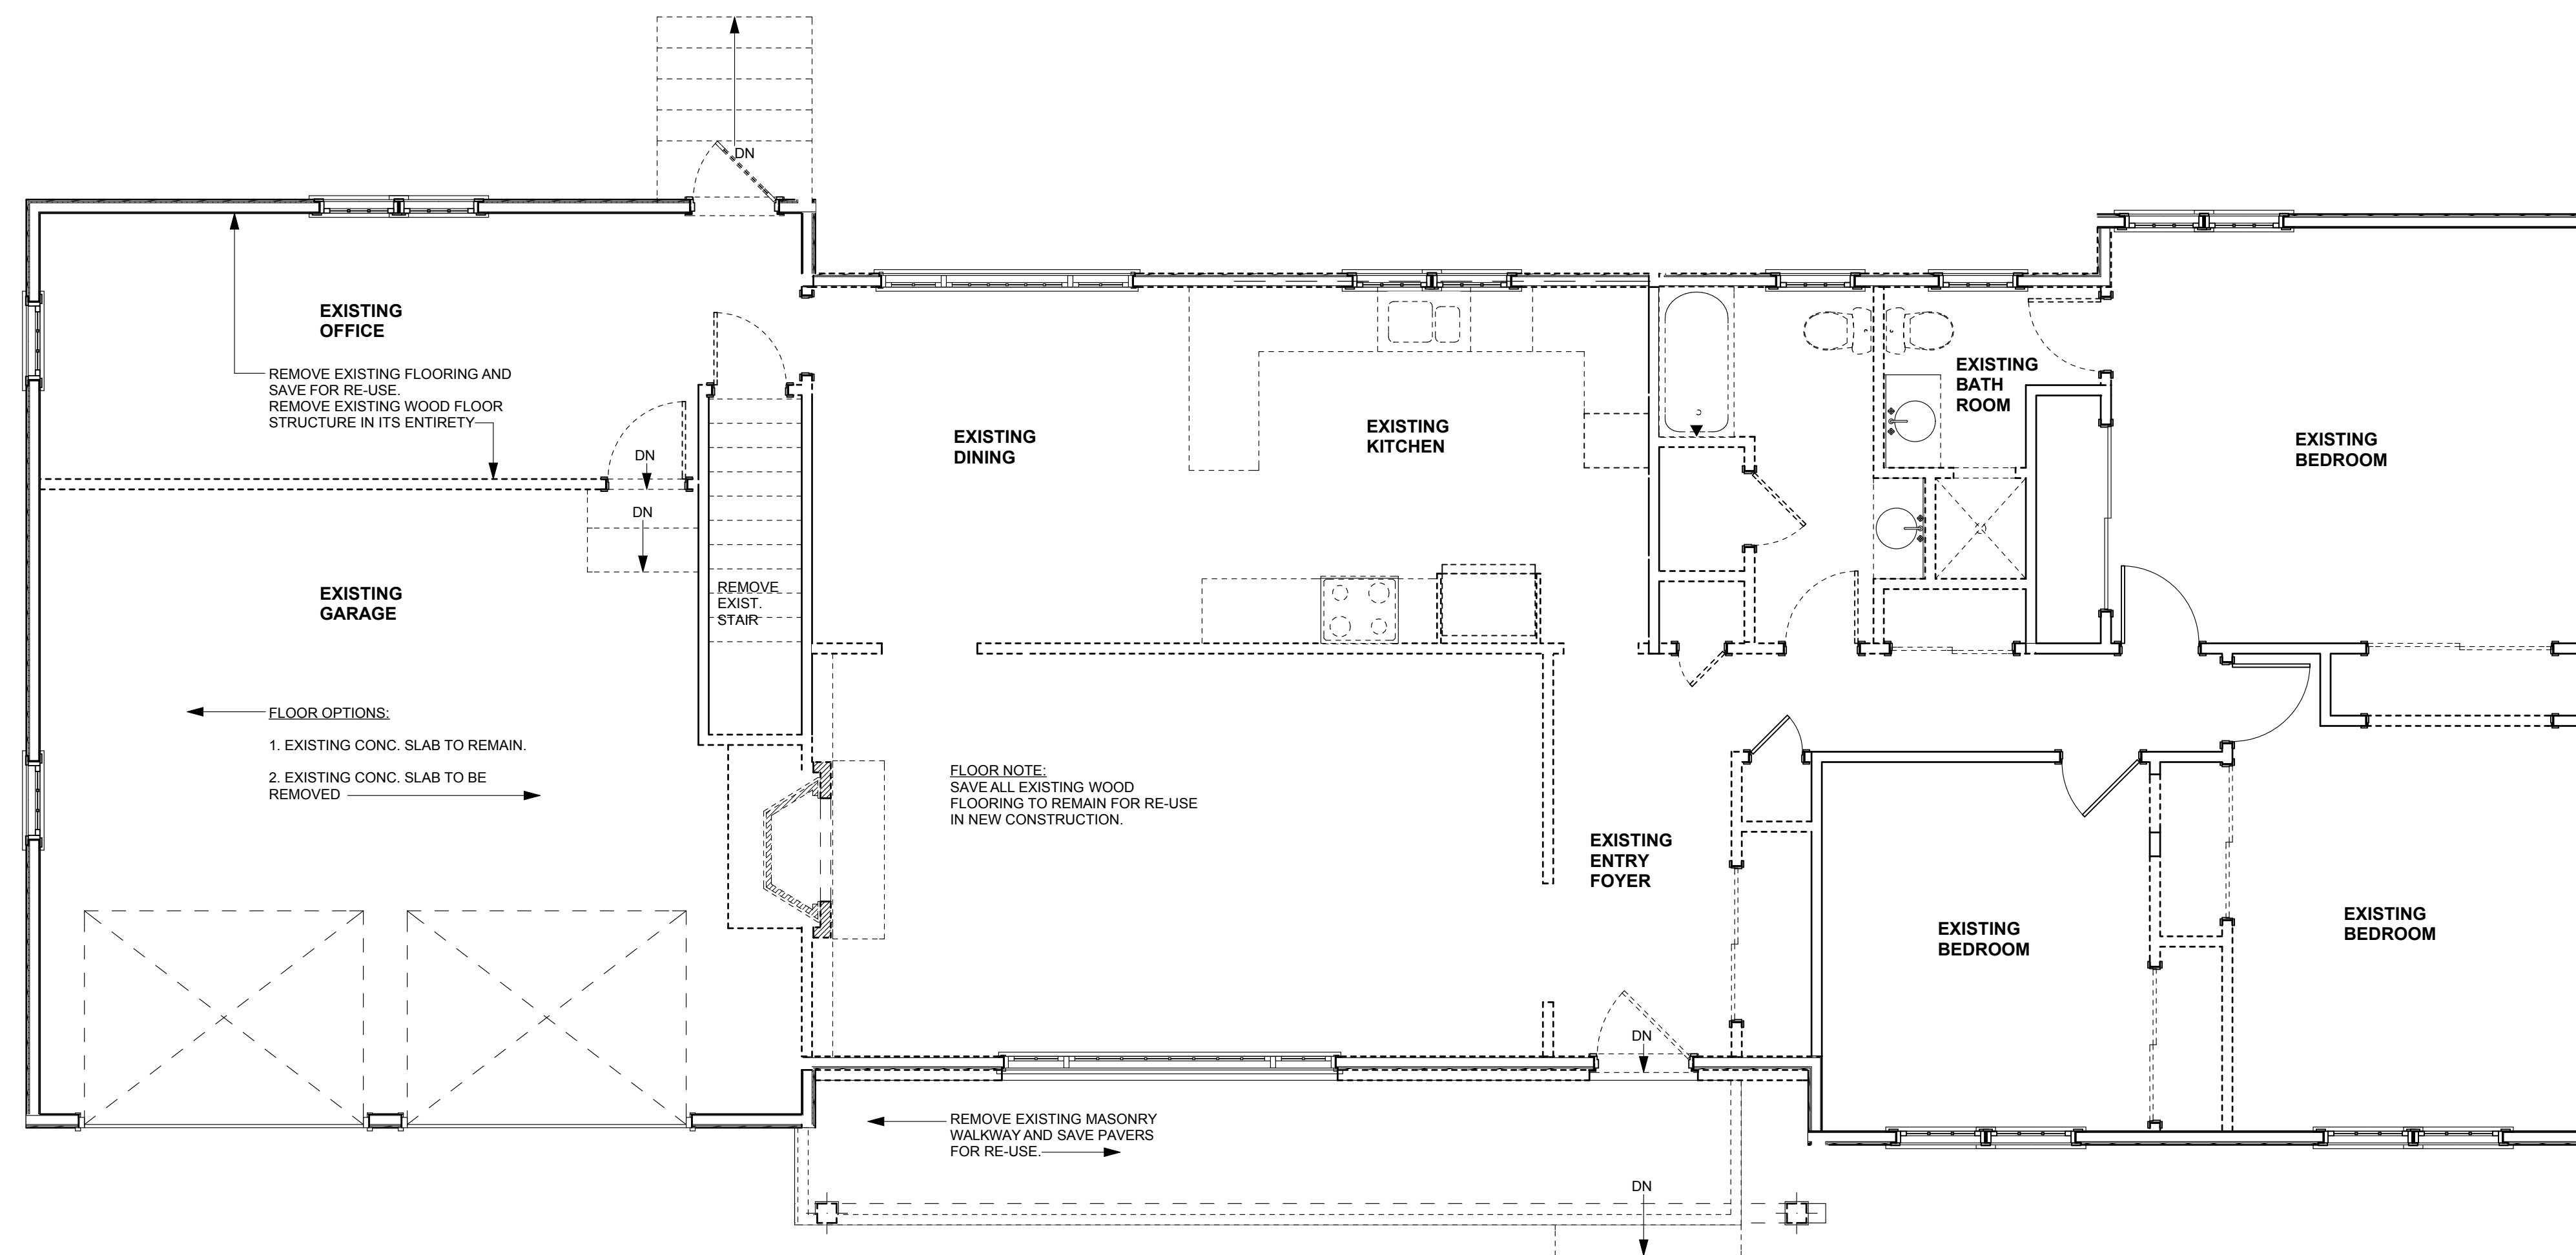 DN
EXISTING
OFFICE
REMOVE EXISTING FLOORING AND
SAVE FOR RE-USE.
REMOVE EXISTING WOOD FLOOR
STRUCTURE IN ITS ENTIRETY
DN
DN
EXISTING
GARAGE
REMOVE
EXIST.
STAIR
FLOOR OPTIONS:
1. EXISTING CONC. SLAB TO REMAIN.
2. EXISTING CONC. SLAB TO BE
REMOVED
EXISTING
DINING
EXISTING
KITCHEN
EXISTING
BATH
ROOM
EXISTING
BEDROOM
FLOOR NOTE:
SAVE ALL EXISTING WOOD
FLOORING TO REMAIN FOR RE-USE
IN NEW CONSTRUCTION.
EXISTING
ENTRY
FOYER
EXISTING
BEDROOM
EXISTING
BEDROOM
DN
REMOVE EXISTING MASONRY
WALKWAY AND SAVE PAVERS
FOR RE-USE.
DN